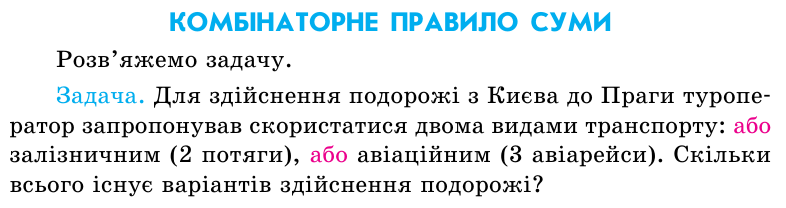 КОМБІНАТОРНЕ ПРАВИЛО СУМИ
Розв’яжемо задачу.
Задача. Для здійснення подорожі з Києва до Праги туропе-
ратор запропонував скористатися двома видами транспорту: або
залізничним (2 потяги), або авіаційним (3 авіарейси). Скільки
всього існує варіантів здійснення подорожі?